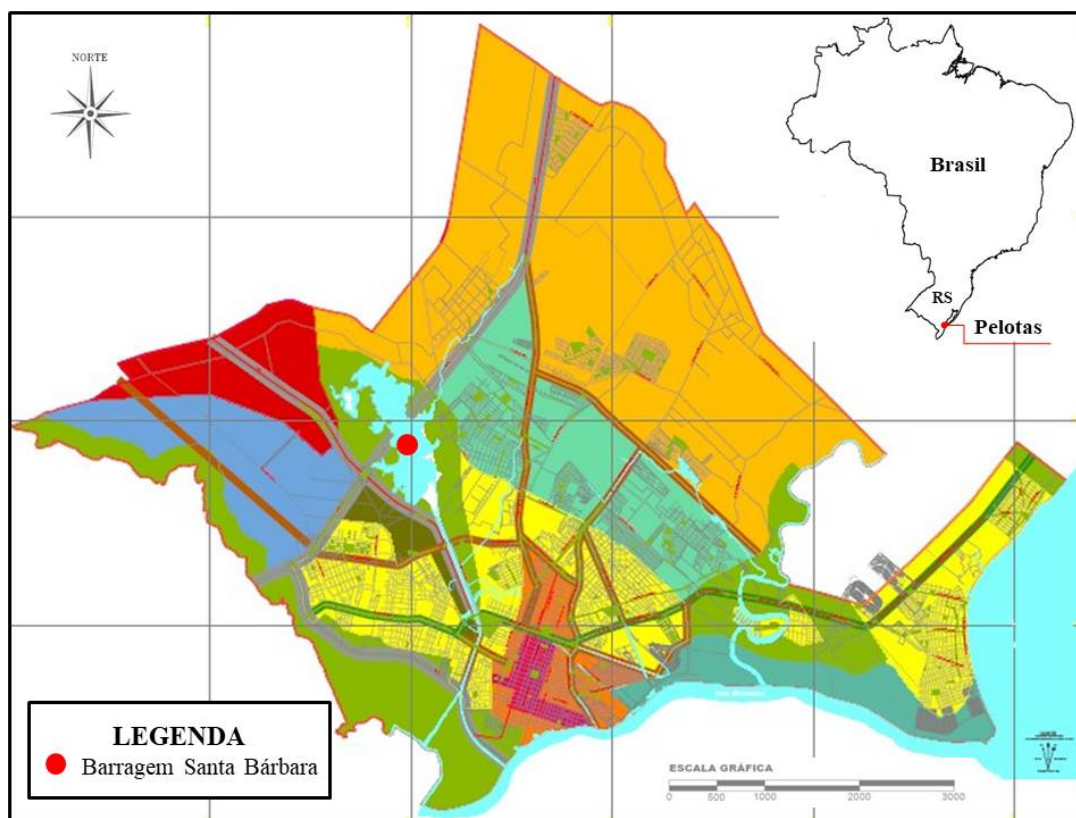 NORTE
Brasil
RS
Pelotas
LEGENDA
Barragem Santa Bárbara
ESCALA GRÁFICA
0 500 1000 2000 3000